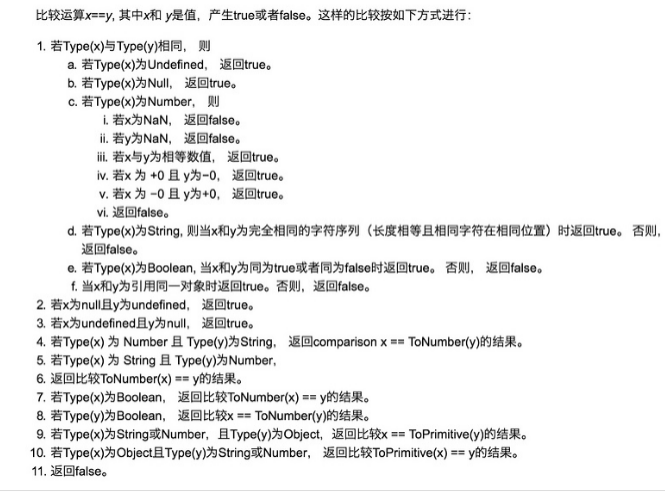 比较运算x==y, 其中x和 y是值，产生true或者false。这样的比较按如下方式进行：
1. 若Type(x)与Type(y)相同， 则
a. 若Type(x)为Undefined， 返回true。
b. 若Type(x)为Null， 返回true。
c. 若Type(x)为Number， 则
i. 若x为NaN， 返回false。
ii. 若y为NaN， 返回false。
iii. 若x与y为相等数值， 返回true。
iv. 若x 为 +0 且 y为−0， 返回true。
v. 若x 为 −0 且 y为+0， 返回true。
vi. 返回false。
d. 若Type(x)为String, 则当x和y为完全相同的字符序列（长度相等且相同字符在相同位置）时返回true。 否则，
返回false。
e. 若Type(x)为Boolean, 当x和y为同为true或者同为false时返回true。 否则， 返回false。
f. 当x和y为引用同一对象时返回true。否则，返回false。
2. 若x为null且y为undefined， 返回true。
3. 若x为undefined且y为null， 返回true。
4. 若Type(x) 为 Number 且 Type(y)为String， 返回comparison x == ToNumber(y)的结果。
5. 若Type(x) 为 String 且 Type(y)为Number,
6. 返回比较ToNumber(x) == y的结果。
7. 若Type(x)为Boolean， 返回比较ToNumber(x) == y的结果。
8. 若Type(y)为Boolean， 返回比较x == ToNumber(y)的结果。
9. 若Type(x)为String或Number，且Type(y)为Object，返回比较x == ToPrimitive(y)的结果。
10. 若Type(x)为Object且Type(y)为String或Number， 返回比较ToPrimitive(x) == y的结果。
11. 返回false。